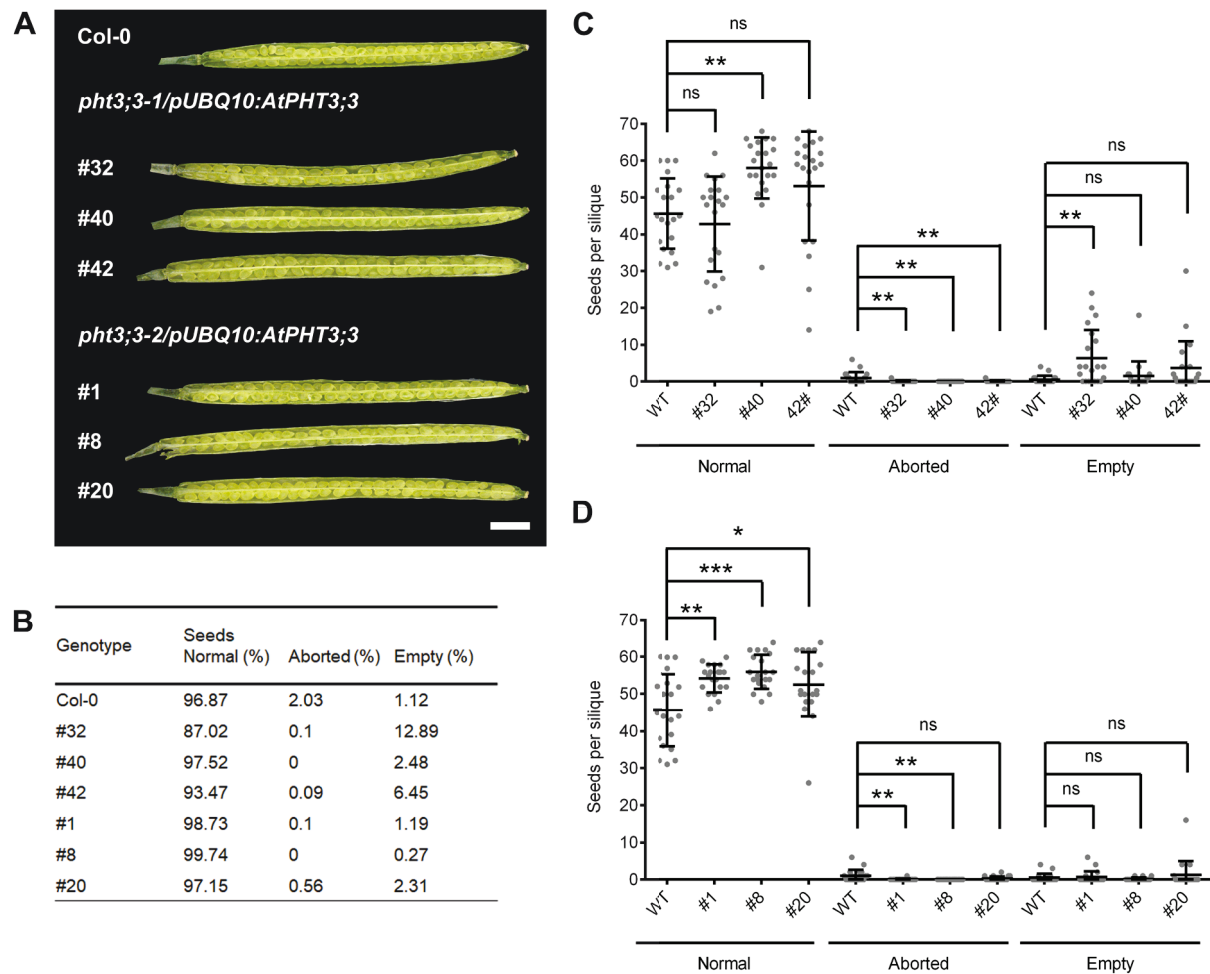 A
Col-0
pht3;3-1/pUBQ10:AtPHT3;3
#32
#40
#42
pht3;3-2/pUBQ10:AtPHT3;3
#1
#8
#20
B
Genotype Seeds Normal (%) Aborted (%) Empty (%)
Col-0 96.87 2.03 1.12
#32 87.02 0.1 12.89
#40 97.52 0 2.48
#42 93.47 0.09 6.45
#1 98.73 0.1 1.19
#8 99.74 0 0.27
#20 97.15 0.56 2.31
C
ns
**
ns
ns
ns
**
**
**
**
Seeds per silique
70
60
50
40
30
20
10
0
WT #32 #40 42# WT #32 #40 42# WT #32 #40 42#
Normal Aborted Empty
D
*
***
**
ns
**
**
ns
ns
ns
Seeds per silique
70
60
50
40
30
20
10
0
WT #1 #8 #20 WT #1 #8 #20 WT #1 #8 #20
Normal Aborted Empty